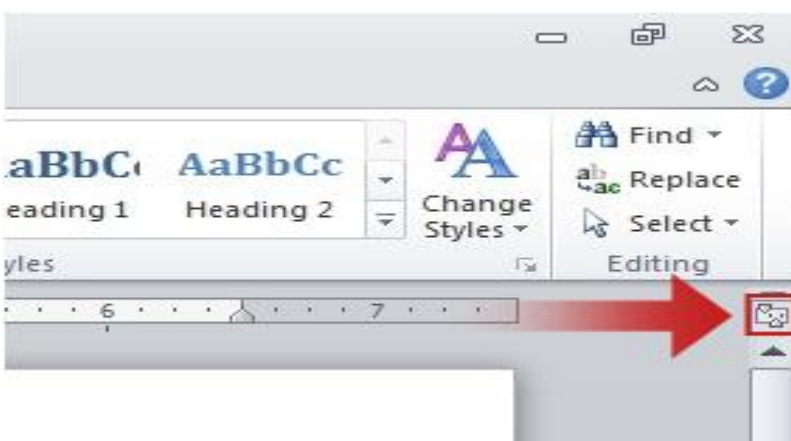 Find
Replace
Select
Editing
aBbC
AaBbCc
eading 1
Heading 2
Change
Styles
yles
6
7